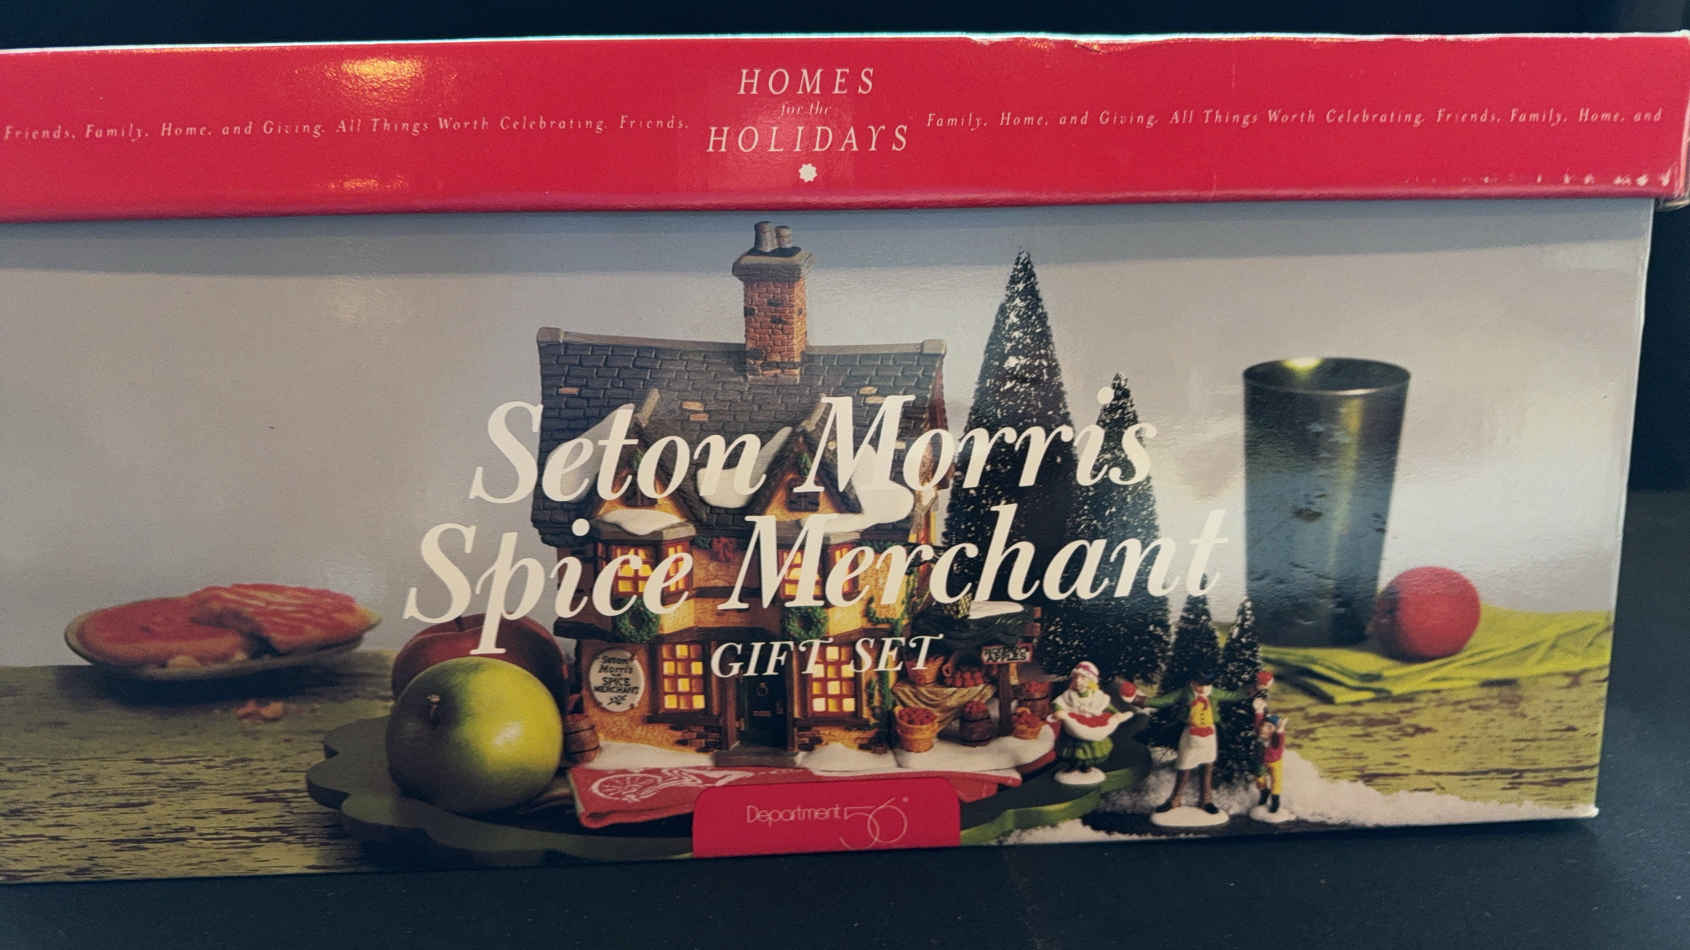 HOMES
for the
HOLIDAYS
Friends, Family, Home, and Giving. All Things Worth Celebrating. Friends.
Family, Home, and Giving. All Things Worth Celebrating. Friends, Family, Home, and
Seton Morris
Spice Merchant
GIFT SET
Seton
Morris
SPICE
MERCHANT
APPLES
Department 56